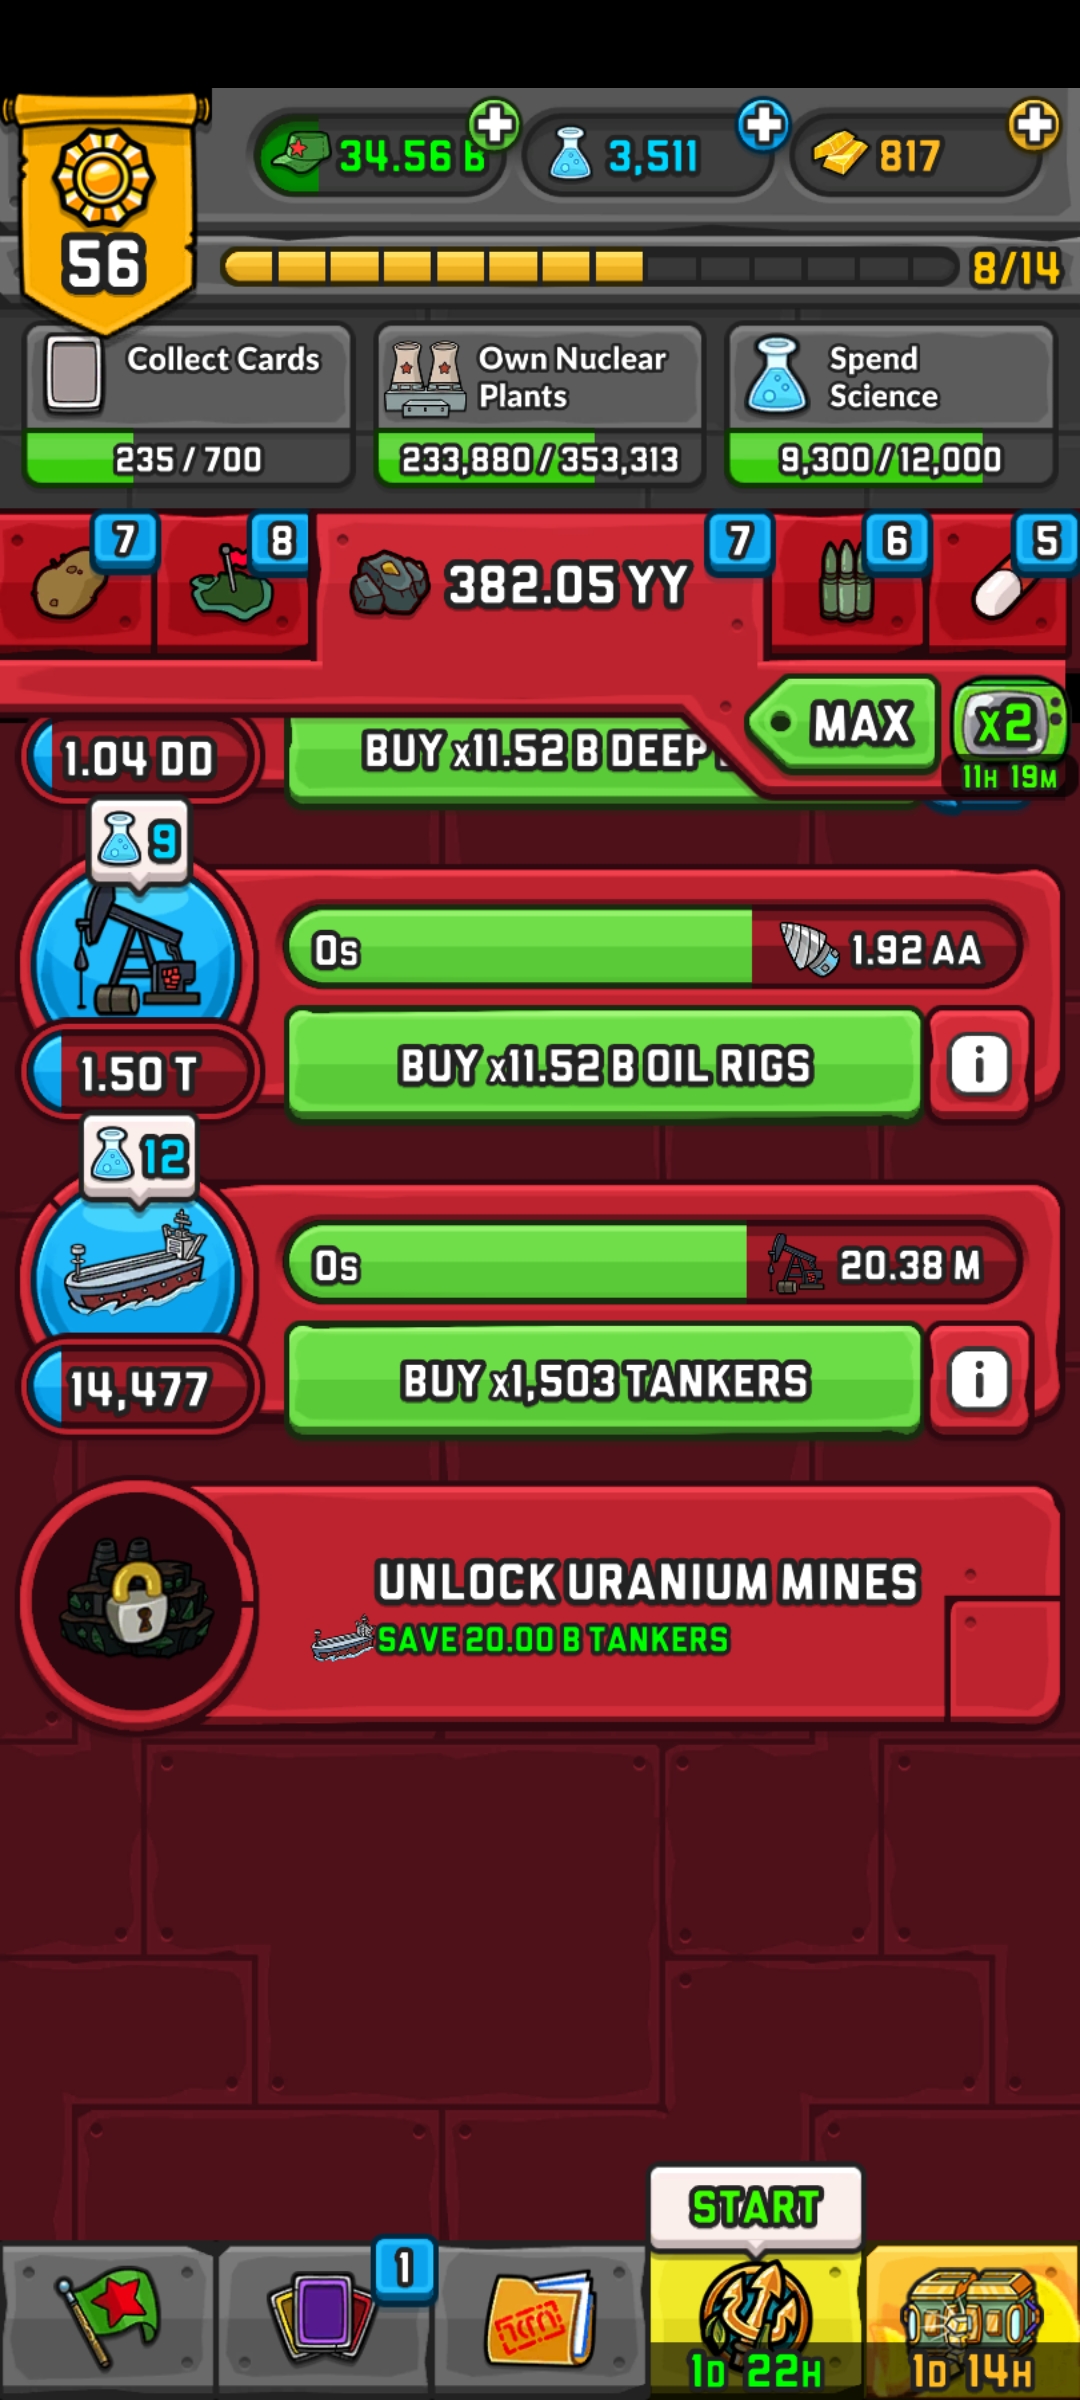 34.56 B
3,511
817
56
8/14
Collect Cards
235/700
Own Nuclear
Plants
233,880/353,313
Spend
Science
9,300/12,000
7
8
382.05 YY
7
6
5
MAX
X2
11H 19M
1.04 DD
BUY x11.52 B DEEP
9
0s
1.92 AA
1.50 T
BUY x11.52 B OIL RIGS
i
12
0s
20.38 M
14,477
BUY x1,503 TANKERS
i
UNLOCK URANIUM MINES
SAVE 20.00 B TANKERS
START
1
1D 22H
1D 14H